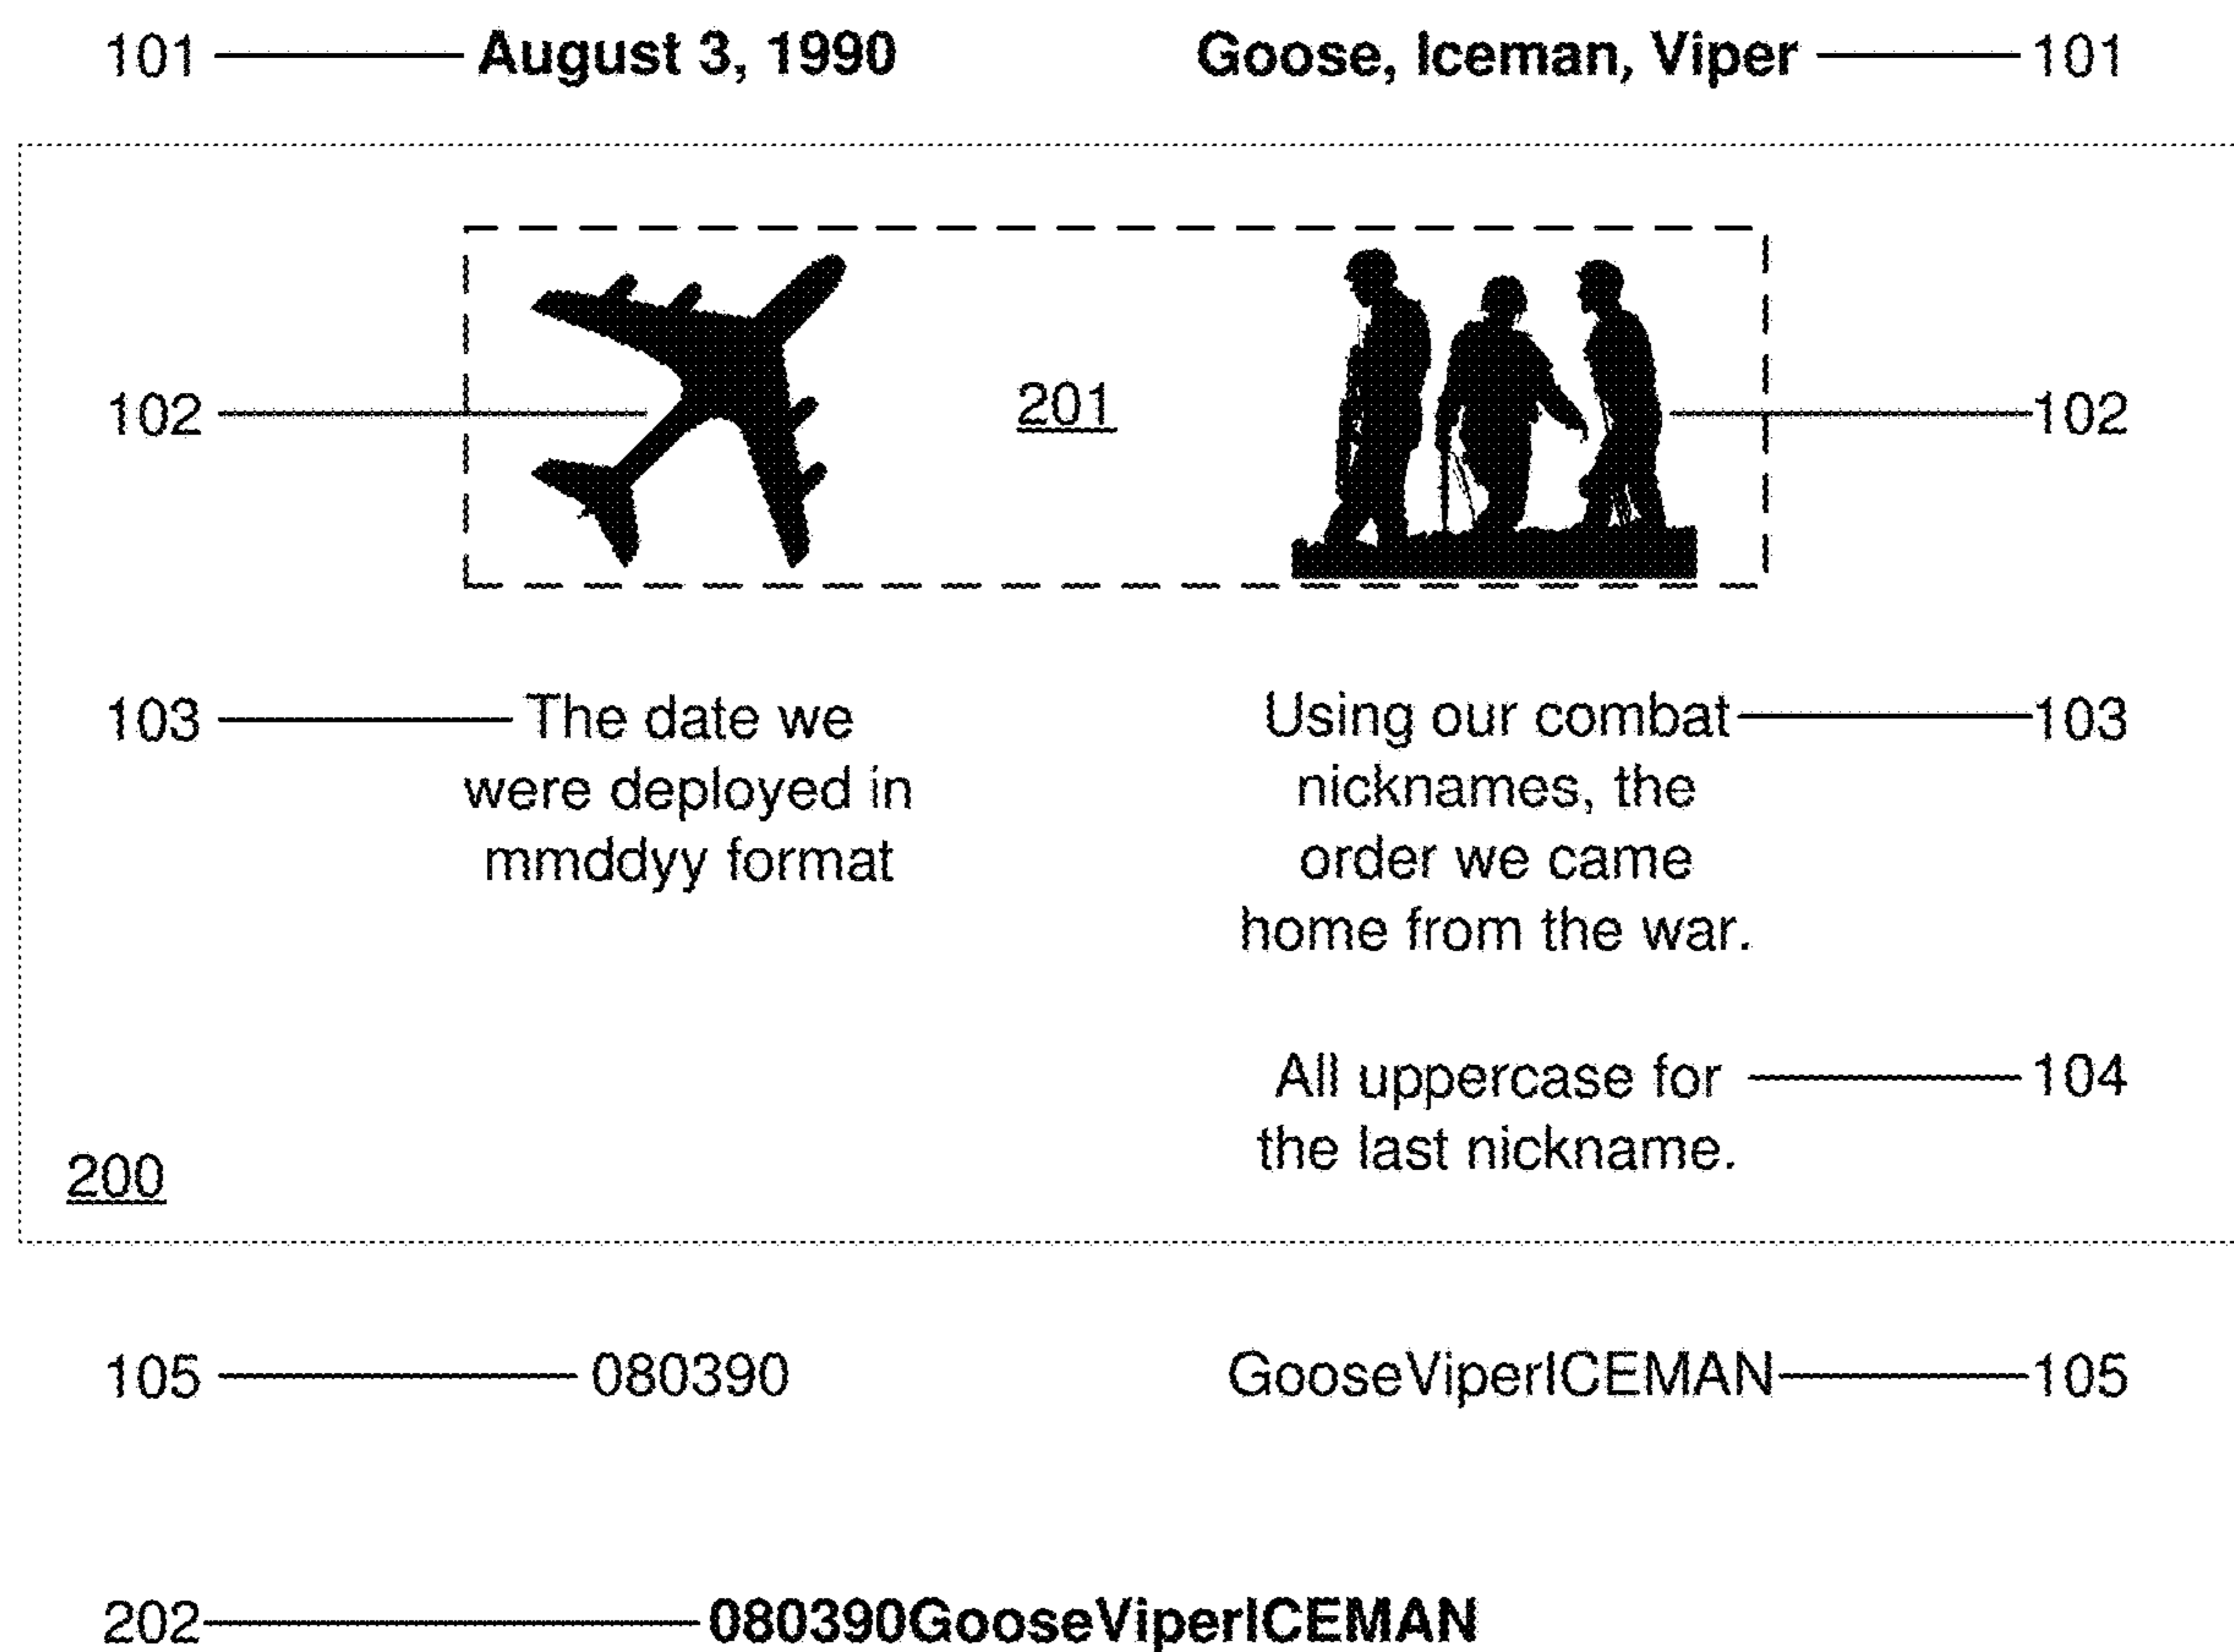 101 August 3, 1990 Goose, Iceman, Viper 101
102 201 102
103 The date we Using our combat 103
were deployed in nicknames, the
mmddyy format order we came
home from the war.
All uppercase for 104
the last nickname.
200
105 080390 GooseViperICEMAN 105
202 080390GooseViperICEMAN